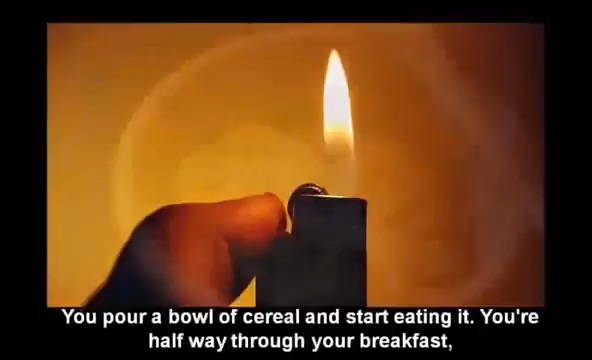 You pour a bowl of cereal and start eating it. You're
half way through your breakfast,